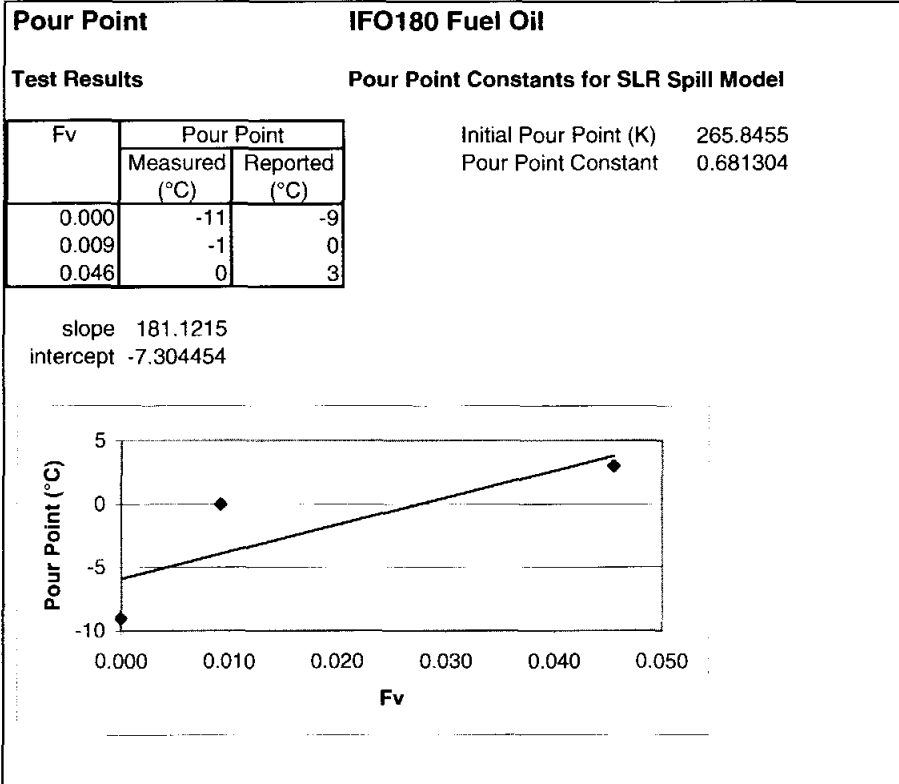 Pour Point IFO180 Fuel Oil
Test Results Pour Point Constants for SLR Spill Model
Fv Pour Point Initial Pour Point (K) 265.8455
Measured Reported Pour Point Constant 0.681304
(°C) (°C)
0.000 -11 -9
0.009 -1 0
0.046 0 3
slope 181.1215
intercept -7.304454
5
0
-5
-10
Pour Point (°C)
0.000 0.010 0.020 0.030 0.040 0.050
Fv